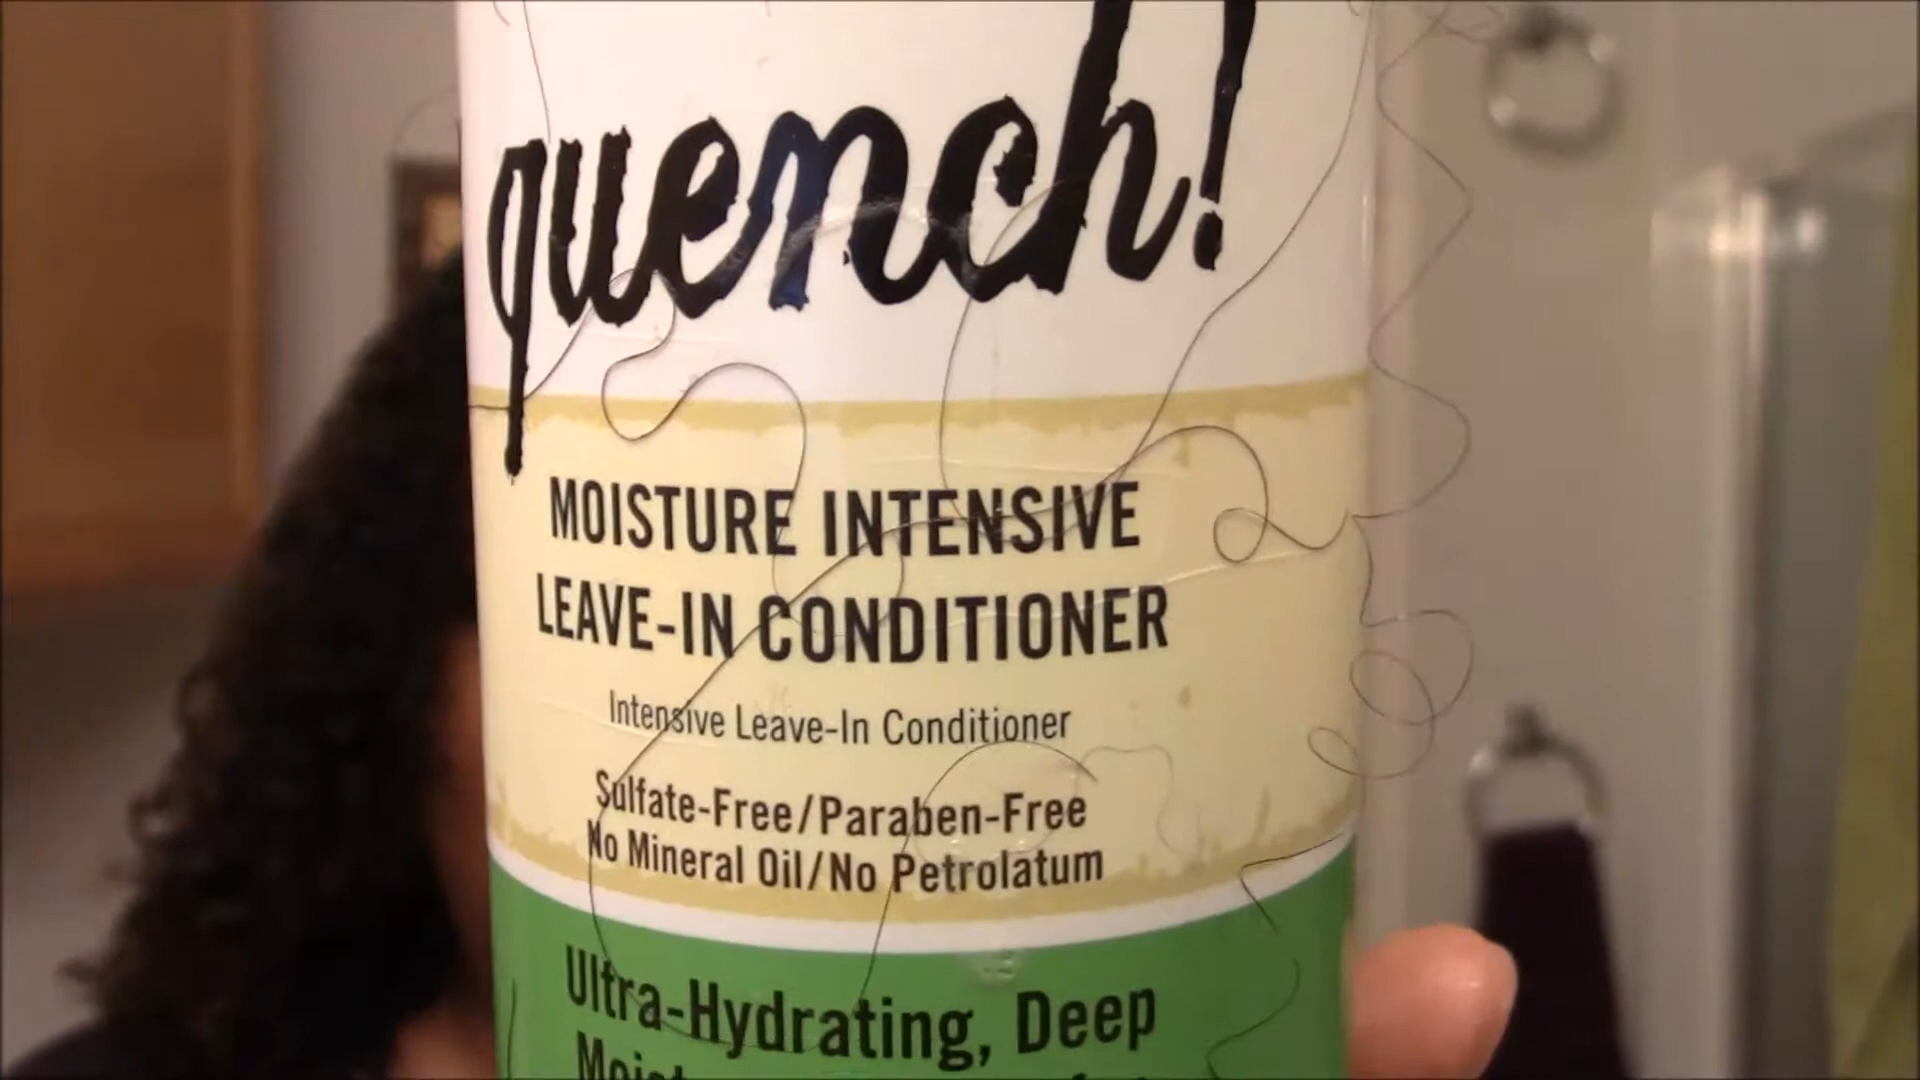 quench!
MOISTURE INTENSIVE
LEAVE-IN CONDITIONER
Intensive Leave-In Conditioner
Sulfate-Free/Paraben-Free
No Mineral Oil/No Petrolatum
Ultra-Hydrating, Deep